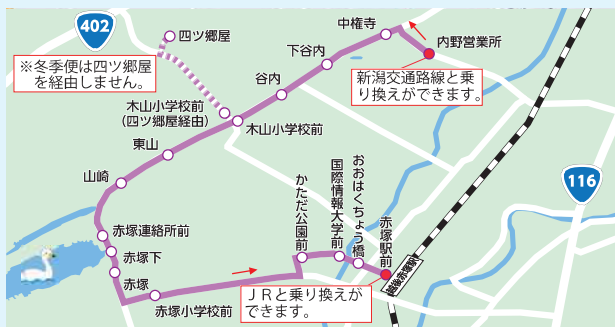 402
四ツ郷屋
※冬季便は四ツ郷屋
を経由しません。
中権寺
内野営業所
下谷内
新潟交通路線と乗
り換えができます。
谷内
木山小学校前
(四ツ郷屋経由)
木山小学校前
東山
山崎
116
赤塚連絡所前
赤塚下
赤塚
赤塚小学校前
かただ公園前
国際情報大学前
おおはくちょう橋
赤塚駅前
越後赤塚駅
JRと乗り換えが
できます。